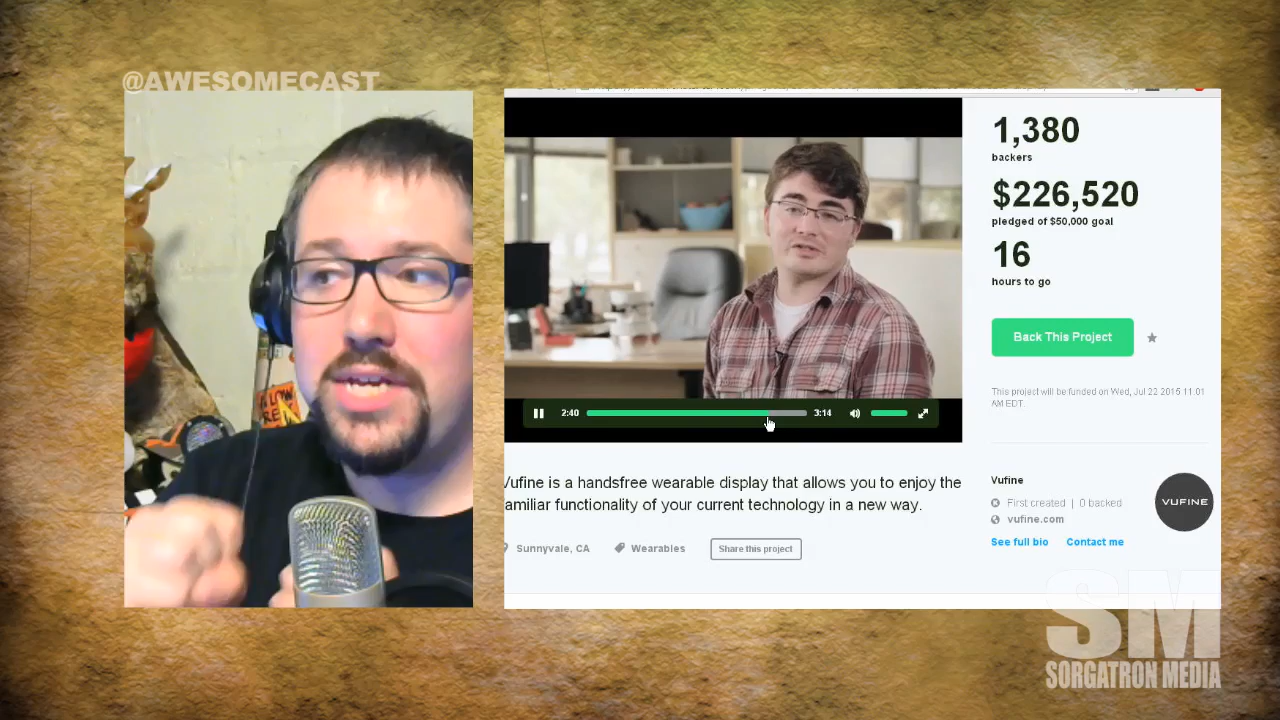 @AWESOMECAST
1,380
backers
$226,520
pledged of $50,000 goal
16
hours to go
Back This Project
This project will be funded on Wed, Jul 22 2015 11:01
AM EDT.
2:40
3:14
Vufine is a handsfree wearable display that allows you to enjoy the
familiar functionality of your current technology in a new way.
Sunnyvale, CA
Wearables
Share this project
Vufine
First created | 0 backed
vufine.com
See full bio
Contact me
VUFINE
SM
SORGATRON MEDIA